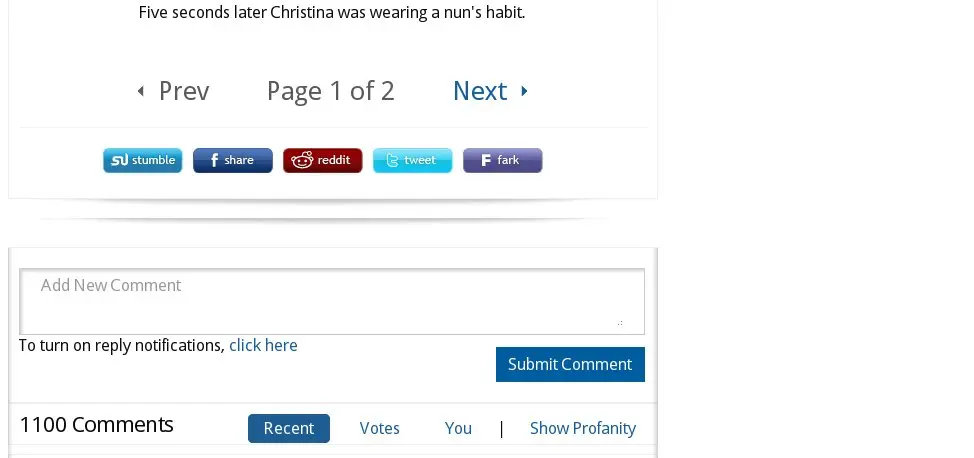 Five seconds later Christina was wearing a nun's habit.
Prev Page 1 of 2 Next
stumble share reddit tweet fark
Add New Comment
To turn on reply notifications, click here
Submit Comment
1100 Comments Recent Votes You | Show Profanity